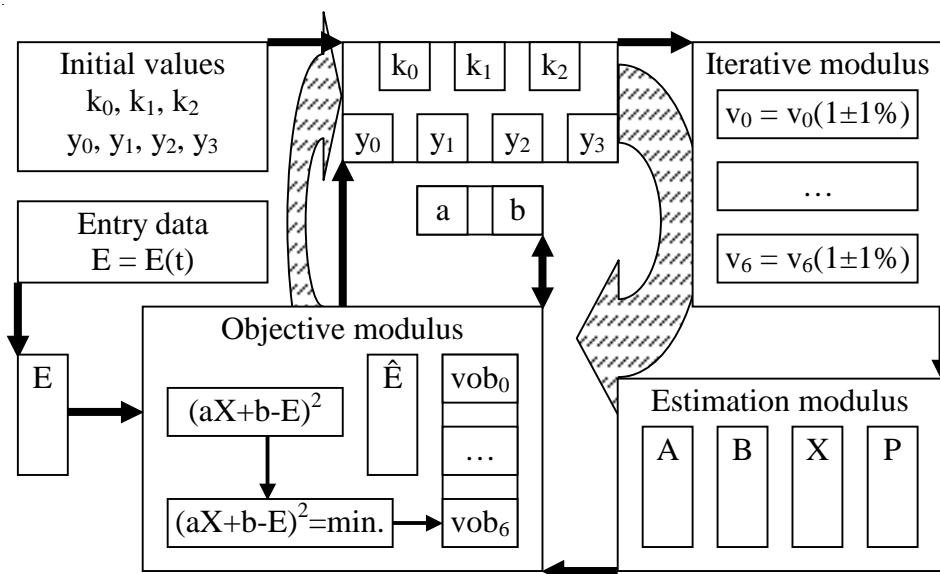 Initial values
k₀, k₁, k₂
y₀, y₁, y₂, y₃
k₀ k₁ k₂
y₀ y₁ y₂ y₃
a b
Iterative modulus
v₀ = v₀(1±1%)
...
v₆ = v₆(1±1%)
Entry data
E = E(t)
E
Objective modulus
(aX+b-E)²
(aX+b-E)²=min.
Ê
vob₀
...
vob₆
Estimation modulus
A B X P